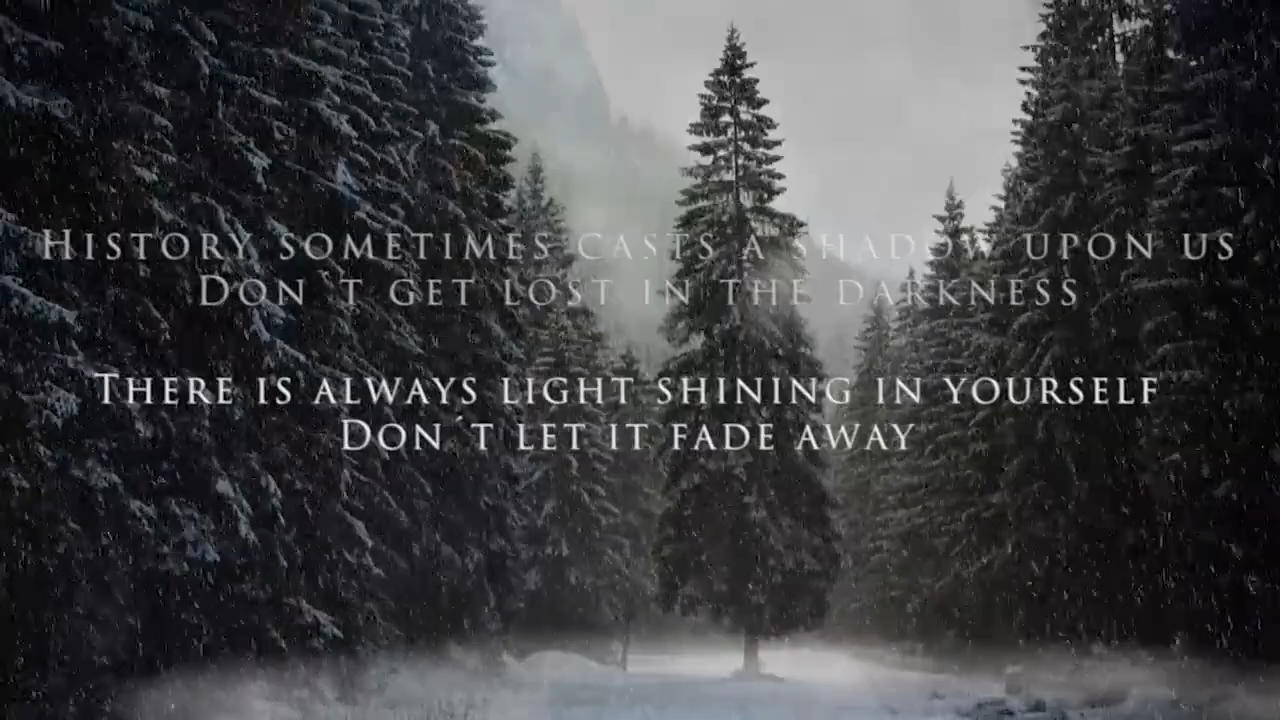 History sometimes casts a shadow upon us
Don´t get lost in the darkness
There is always light shining in yourself
Don´t let it fade away